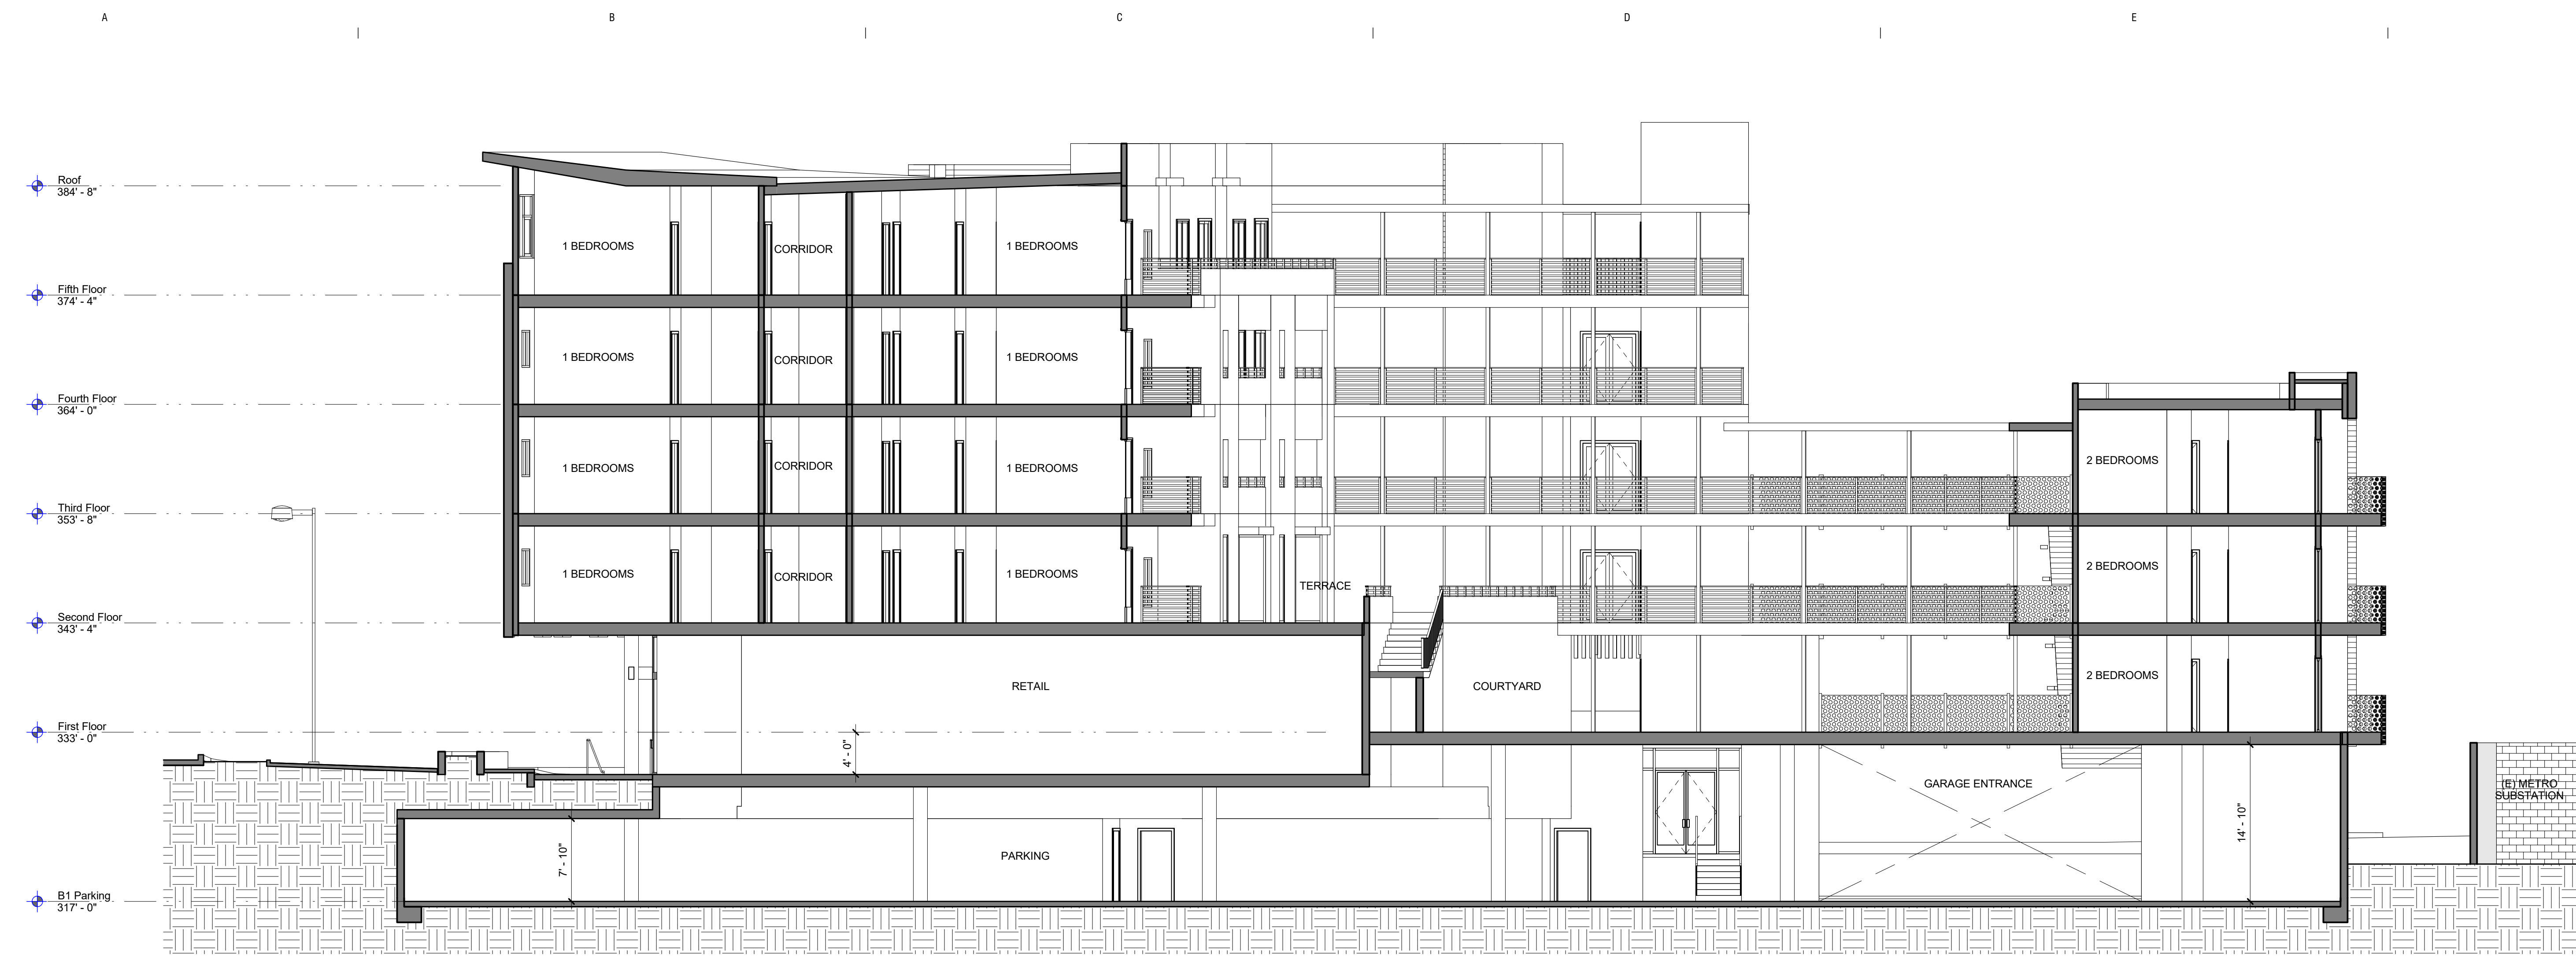 A B C D E
Roof
384' - 8"
1 BEDROOMS CORRIDOR 1 BEDROOMS
Fifth Floor
374' - 4"
1 BEDROOMS CORRIDOR 1 BEDROOMS
Fourth Floor
364' - 0"
1 BEDROOMS CORRIDOR 1 BEDROOMS 2 BEDROOMS
Third Floor
353' - 8"
1 BEDROOMS CORRIDOR 1 BEDROOMS TERRACE 2 BEDROOMS
Second Floor
343' - 4"
RETAIL COURTYARD 2 BEDROOMS
First Floor
333' - 0"
4' - 0"
GARAGE ENTRANCE
(E) METRO
SUBSTATION
14' - 10"
7' - 10"
PARKING
B1 Parking
317' - 0"